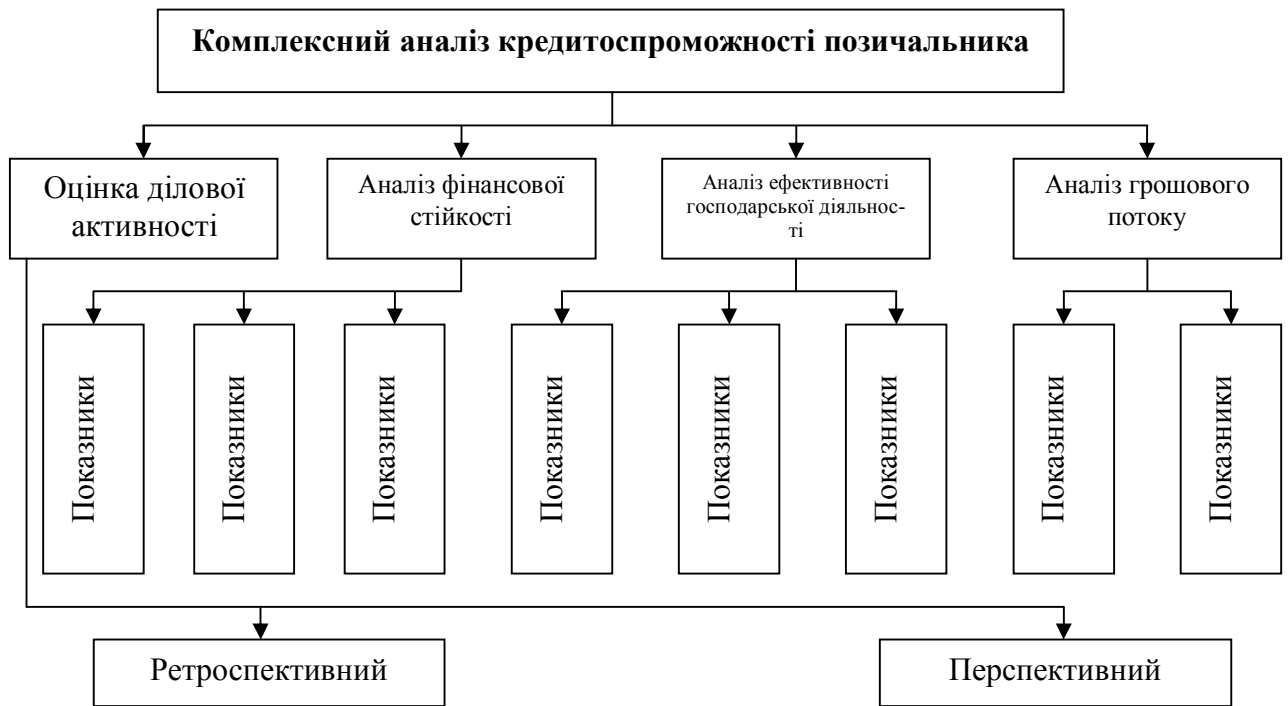 Комплексний аналіз кредитоспроможності позичальника
Оцінка ділової
активності
Аналіз фінансової
стійкості
Аналіз ефективності
господарської діяльнос-
ті
Аналіз грошового
потоку
Показники
Показники
Показники
Показники
Показники
Показники
Показники
Показники
Ретроспективний
Перспективний